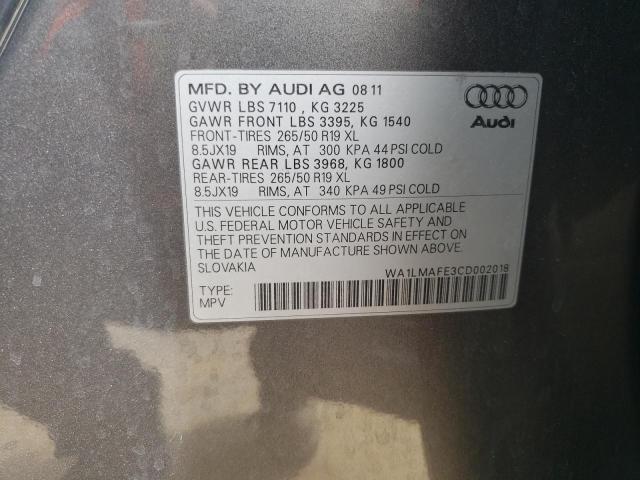 MFD. BY AUDI AG 08 11
GVWR LBS 7110 , KG 3225
GAWR FRONT LBS 3395, KG 1540
FRONT-TIRES 265/50 R19 XL
8.5JX19 RIMS, AT 300 KPA 44 PSI COLD
GAWR REAR LBS 3968, KG 1800
REAR-TIRES 265/50 R19 XL
8.5JX19 RIMS, AT 340 KPA 49 PSI COLD
Audi
THIS VEHICLE CONFORMS TO ALL APPLICABLE
U.S. FEDERAL MOTOR VEHICLE SAFETY AND
THEFT PREVENTION STANDARDS IN EFFECT ON
THE DATE OF MANUFACTURE SHOWN ABOVE.
SLOVAKIA
WA1LMAFE3CD002018
TYPE:
MPV